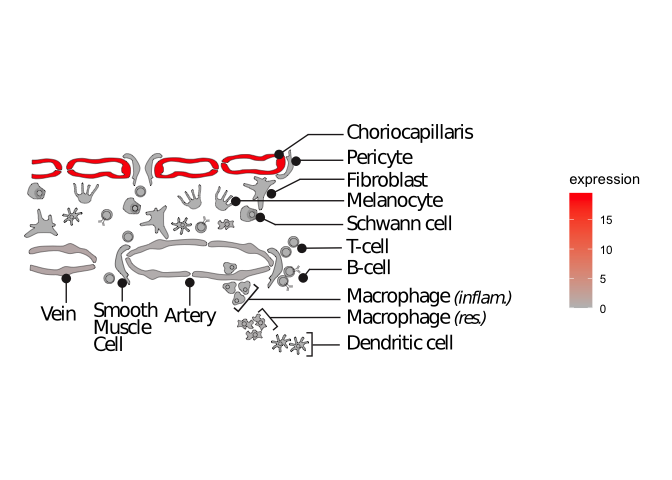 Choriocapillaris
Pericyte
Fibroblast
Melanocyte
Schwann cell
T-cell
B-cell
Macrophage (inflam.)
Macrophage (res.)
Dendritic cell
Vein
Smooth
Muscle
Cell
Artery
expression
15
10
5
0